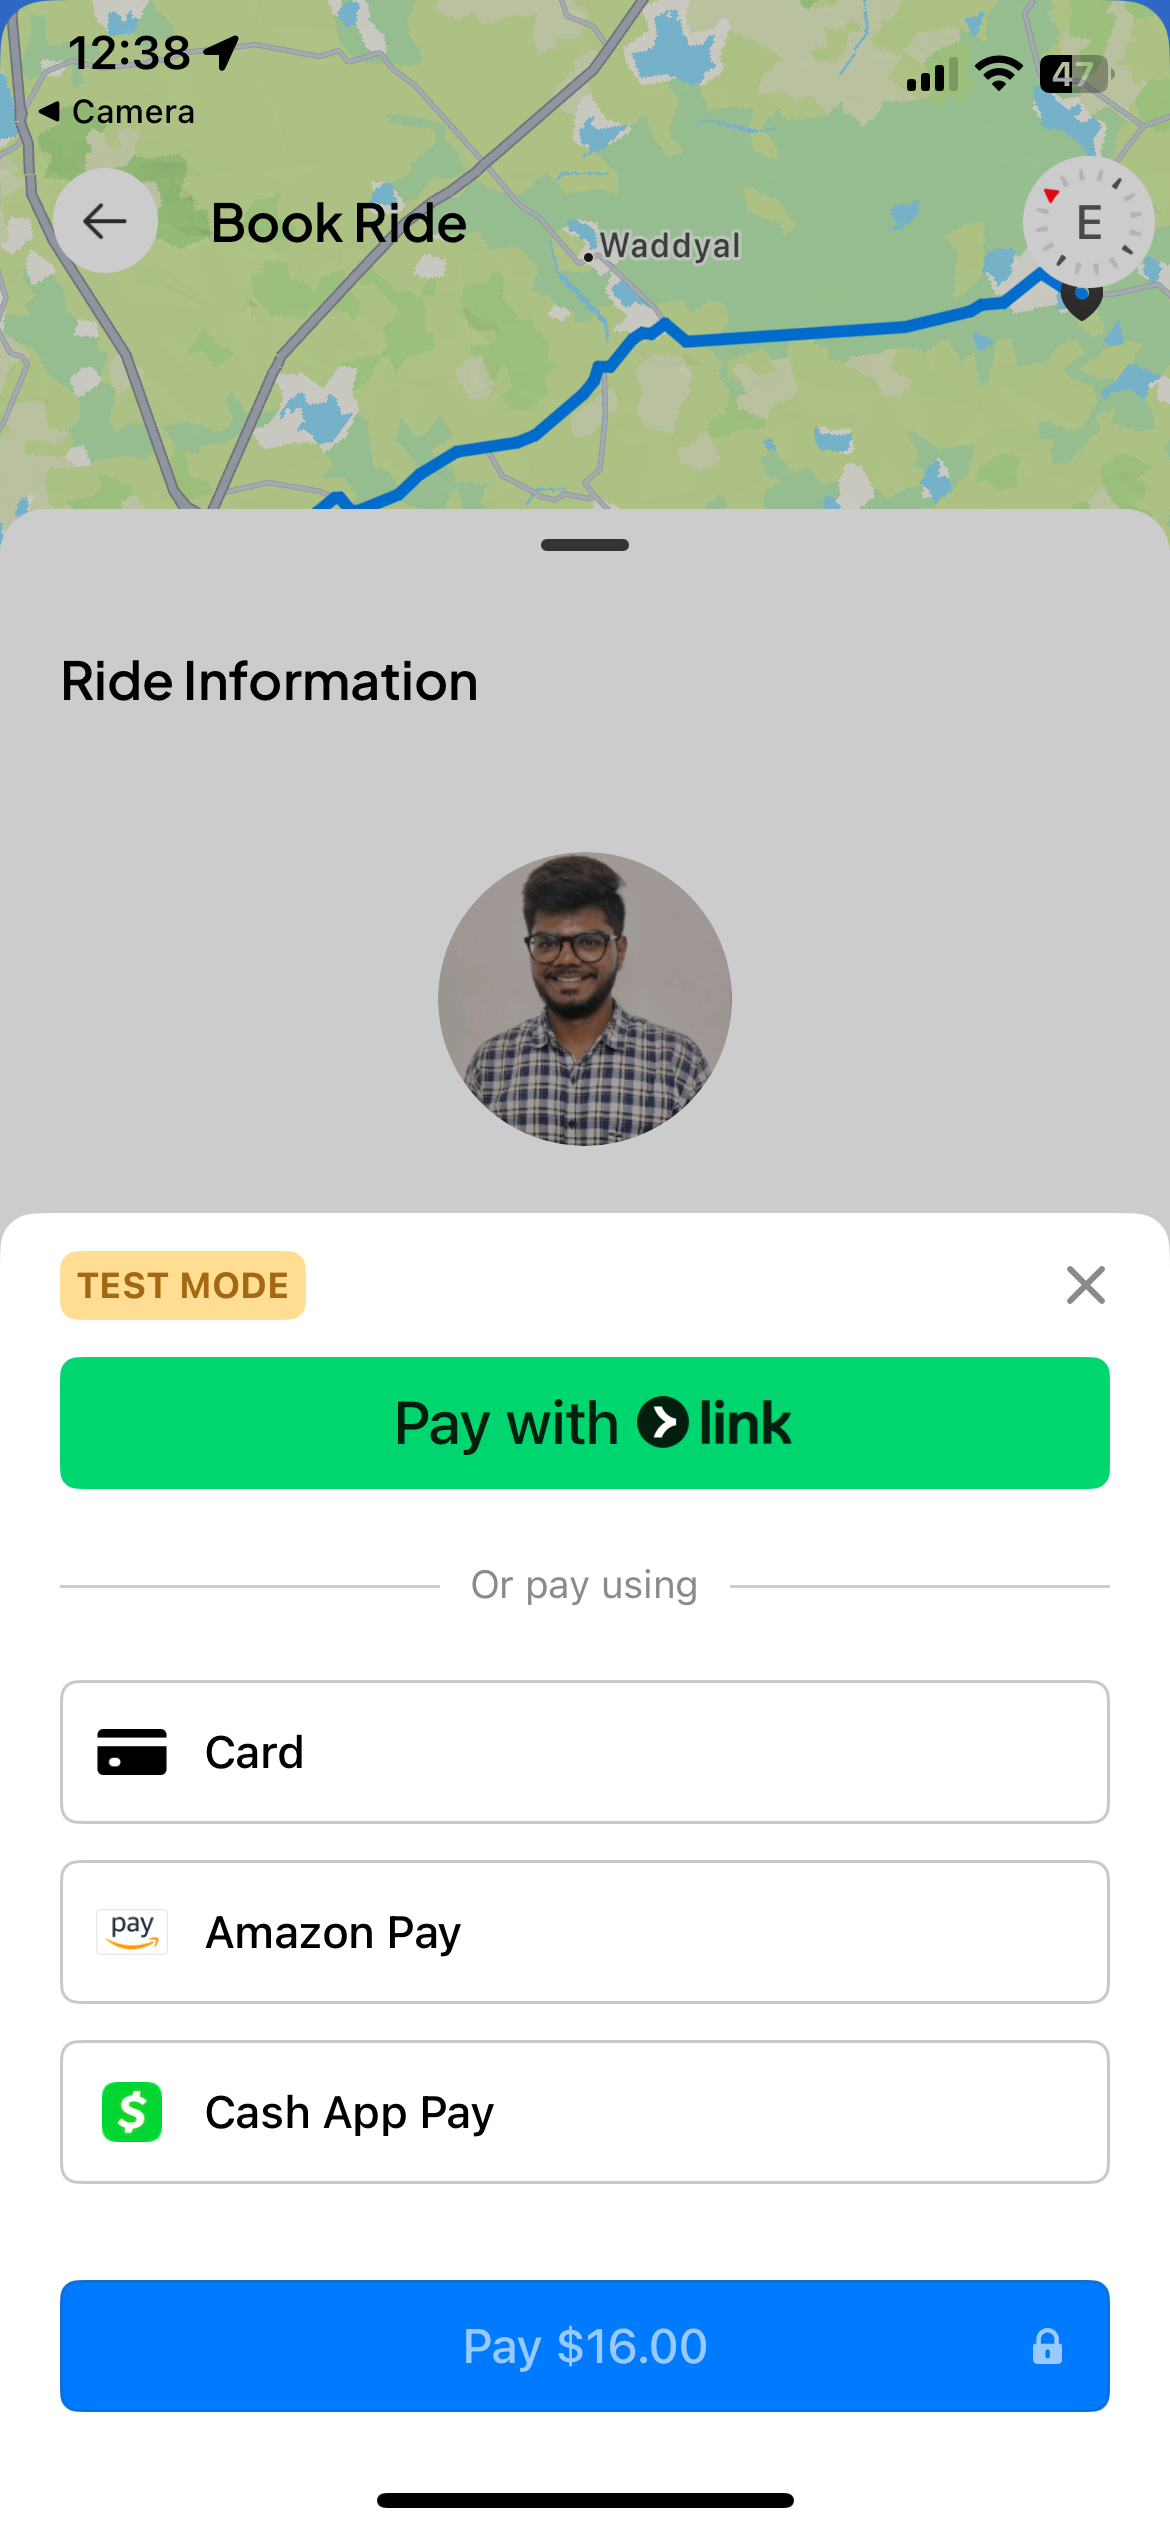 12:38
47
Camera
Book Ride
E
Waddyal
Ride Information
TEST MODE
Pay with link
Or pay using
Card
pay Amazon Pay
$ Cash App Pay
Pay $16.00